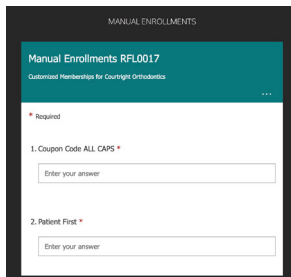 MANUAL ENROLLMENTS
Manual Enrollments RFL0017
Customized Memberships for Courtright Orthodontics
...
* Required
1. Coupon Code ALL CAPS *
Enter your answer
2. Patient First *
Enter your answer